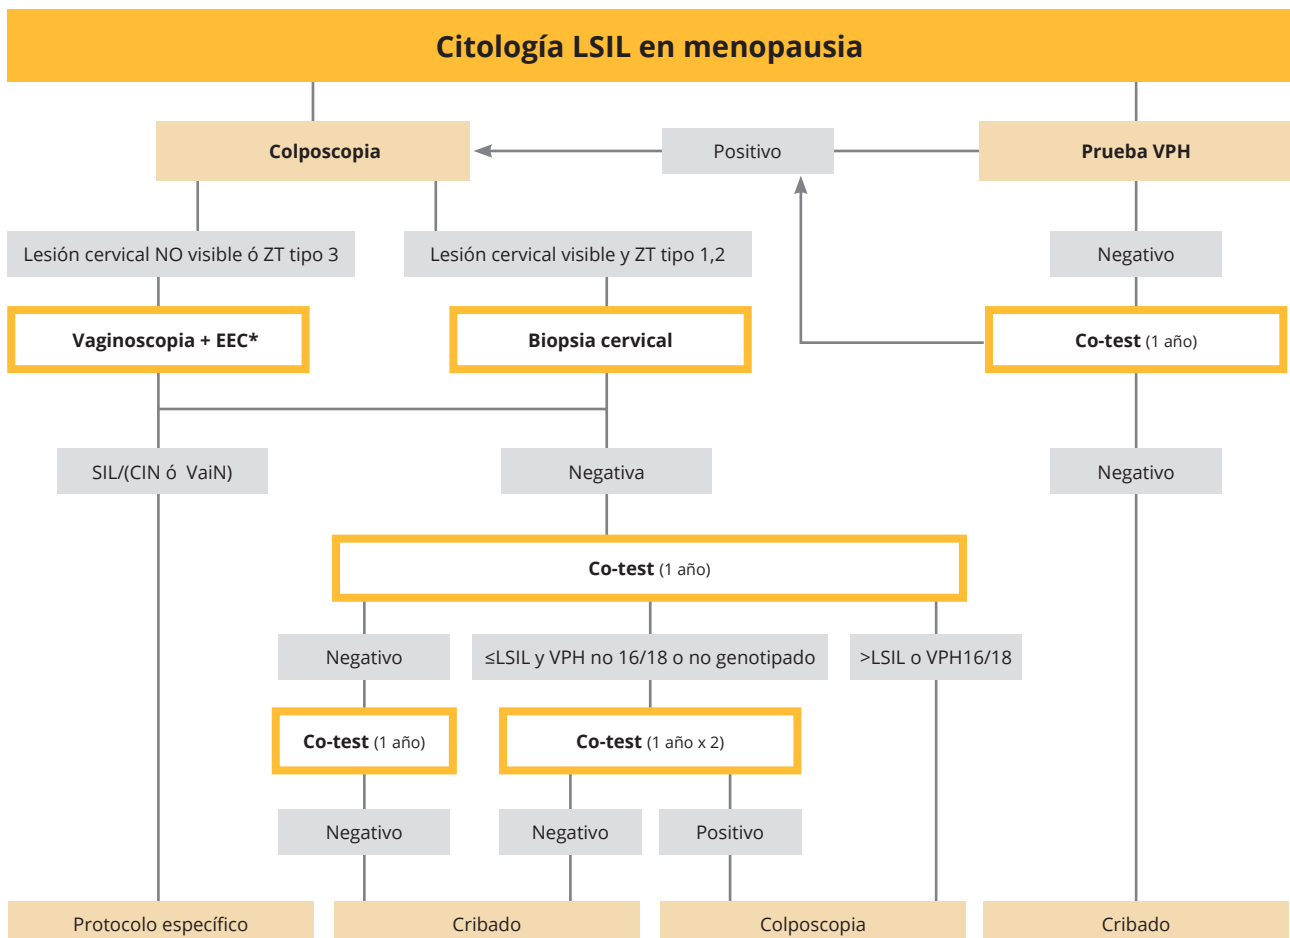 Citología LSIL en menopausia
Colposcopia
Positivo
Prueba VPH
Lesión cervical NO visible ó ZT tipo 3
Lesión cervical visible y ZT tipo 1,2
Negativo
Vaginoscopia + EEC*
Biopsia cervical
Co-test (1 año)
SIL/(CIN ó VaiN)
Negativa
Negativo
Co-test (1 año)
Negativo
≤LSIL y VPH no 16/18 o no genotipado
>LSIL o VPH16/18
Co-test (1 año)
Co-test (1 año x 2)
Negativo
Negativo
Positivo
Protocolo específico
Cribado
Colposcopia
Cribado